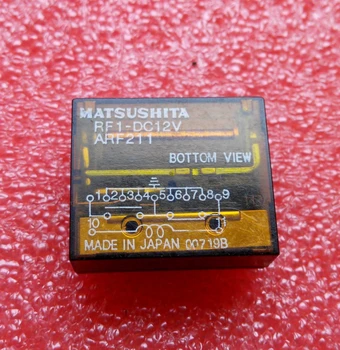 MATSUSHITA
RF1-DC12V
ARF211
BOTTOM VIEW
1 2 3 4 5 6 7 8 9
10 11
MADE IN JAPAN 00719B